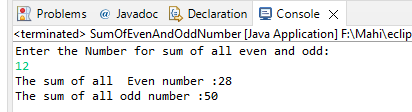 Problems @ Javadoc Declaration Console
<terminated> SumOfEvenAndOddNumber [Java Application] F:\Mahi\eclip
Enter the Number for sum of all even and odd:
12
The sum of all  Even number :28
The sum of all odd number :50